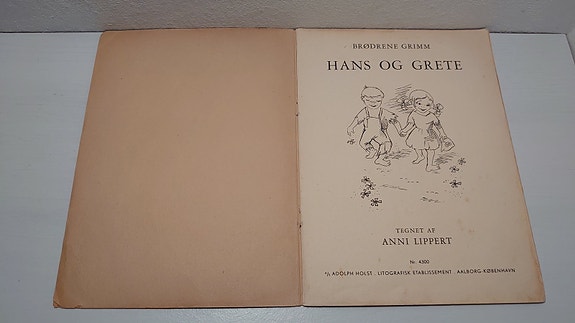 BRØDRENE GRIMM
HANS OG GRETE
TEGNET AF
ANNI LIPPERT
Nr. 4300
A/S ADOLPH HOLST . LITOGRAFISK ETABLISSEMENT . AALBORG-KØBENHAVN